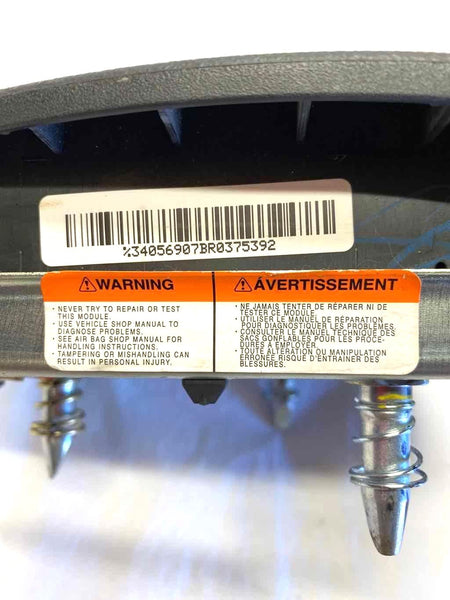 %34056907BR0375392
⚠WARNING
• NEVER TRY TO REPAIR OR TEST
THIS MODULE.
• USE VEHICLE SHOP MANUAL TO
DIAGNOSE PROBLEMS.
• SEE AIR BAG SHOP MANUAL FOR
HANDLING INSTRUCTIONS.
• TAMPERING OR MISHANDLING CAN
RESULT IN PERSONAL INJURY.
⚠ÁVERTISSEMENT
• NE JAMAIS TENTER DE RÉPARER NI DE
TESTER CE MODULE.
• UTILISER LE MANUEL DE RÉPARATION
POUR DIAGNOSTIQUER LES PROBLÈMES.
• CONSULTER LE MANUEL TECHNIQUE DES
SACS GONFLABLES POUR LES PROCÉ-
DURES À EMPLOYER.
• TOUTE ALTÉRATION OU MANIPULATION
ERRONÉE RISQUE D'ENTRAINER DES
BLESSURES.